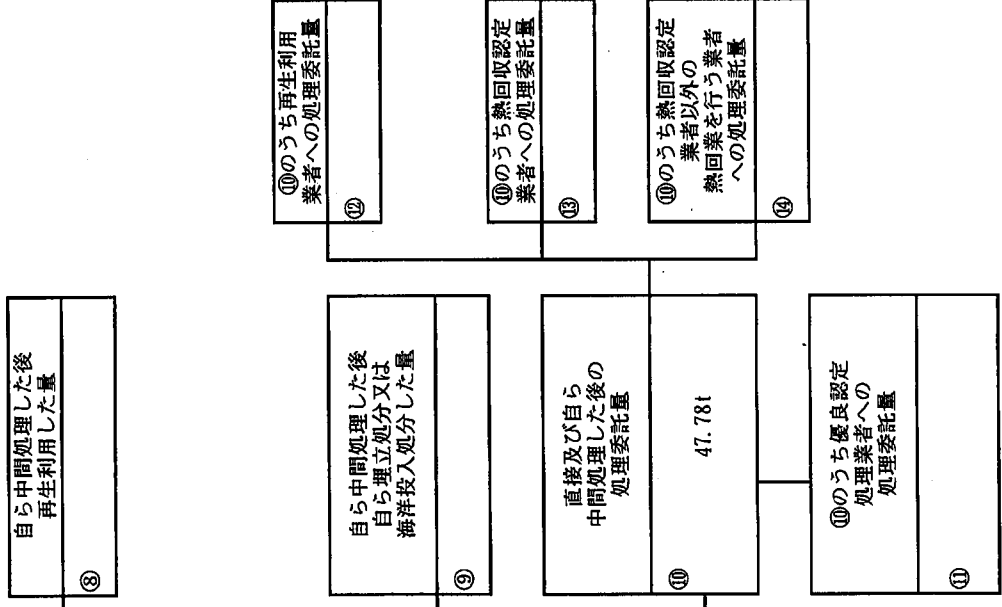 自ら中間処理した後
再生利用した量
⑧
自ら中間処理した後
自ら埋立処分又は
海洋投入処分した量
⑨
直接及び自ら
中間処理した後の
処理委託量
⑩
47.78t
⑩のうち優良認定
処理業者への
処理委託量
⑪
⑩のうち再生利用
業者への処理委託量
⑫
⑩のうち熱回収認定
業者への処理委託量
⑬
⑩のうち熱回収認定
業者以外の
熱回業を行う業者
への処理委託量
⑭